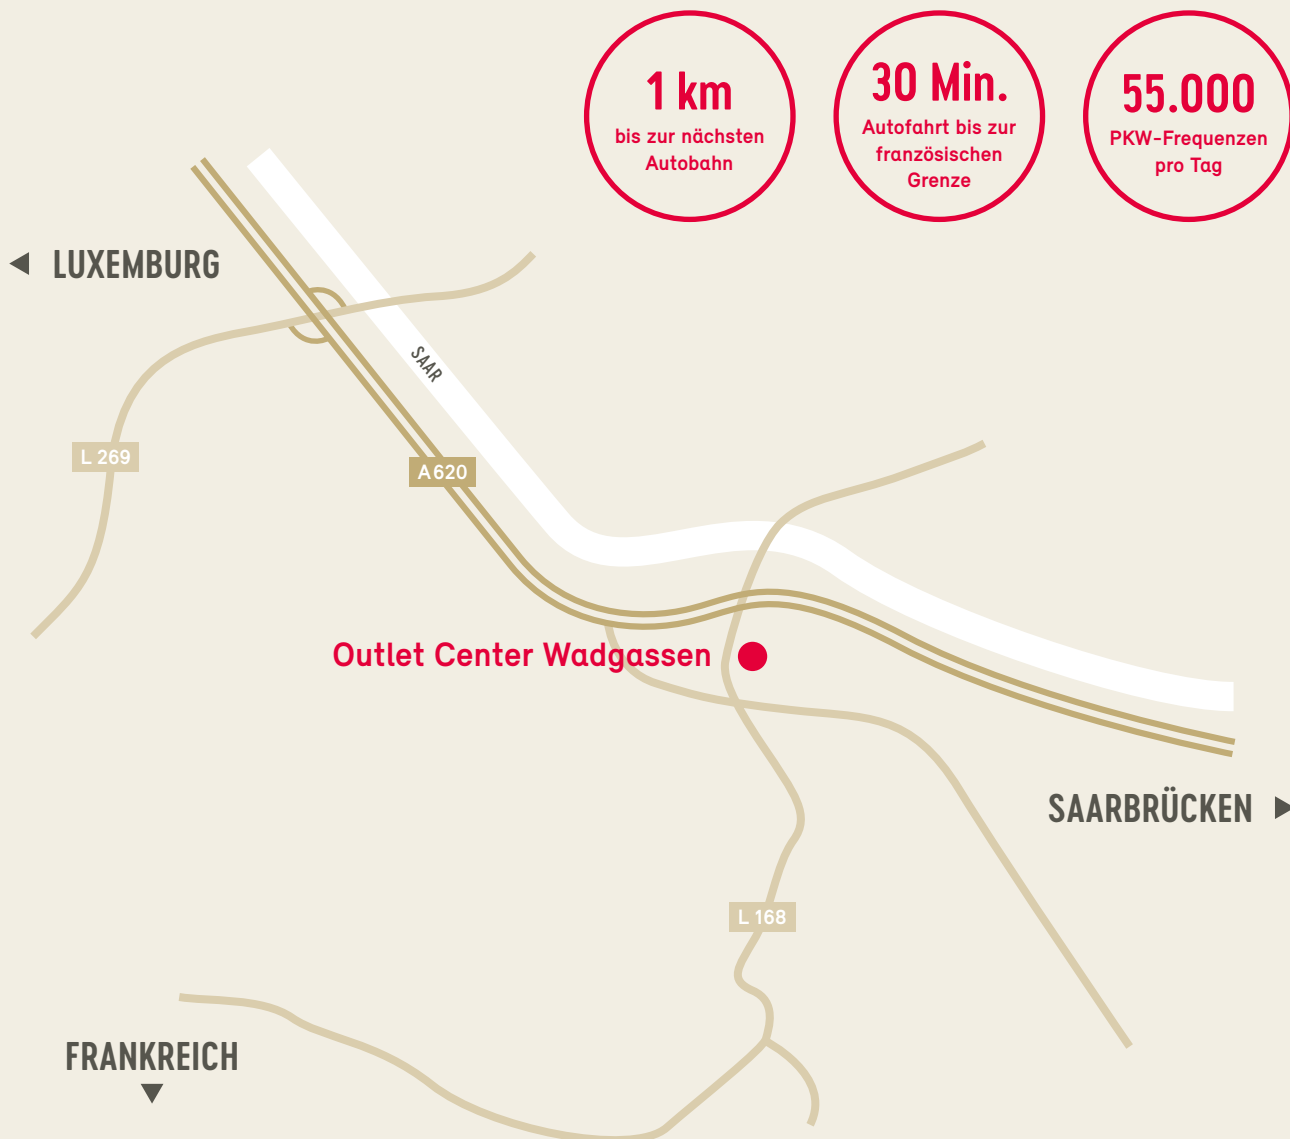 1 km
bis zur nächsten
Autobahn
30 Min.
Autofahrt bis zur
französischen
Grenze
55.000
PKW-Frequenzen
pro Tag
LUXEMBURG
SAAR
L 269
A 620
Outlet Center Wadgassen
SAARBRÜCKEN
L 168
FRANKREICH